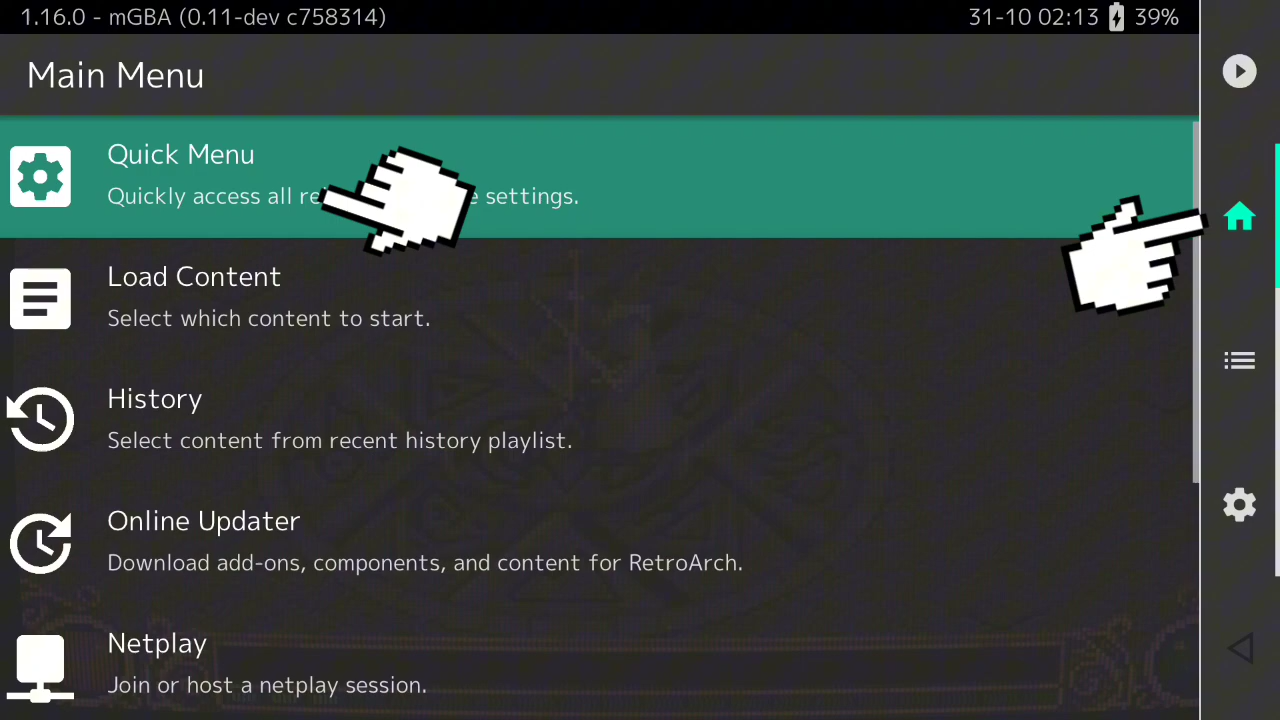 1.16.0 - mGBA (0.11-dev c758314)
31-10 02:13 39%
Main Menu
Quick Menu
Quickly access all settings.
Load Content
Select which content to start.
History
Select content from recent history playlist.
Online Updater
Download add-ons, components, and content for RetroArch.
Netplay
Join or host a netplay session.